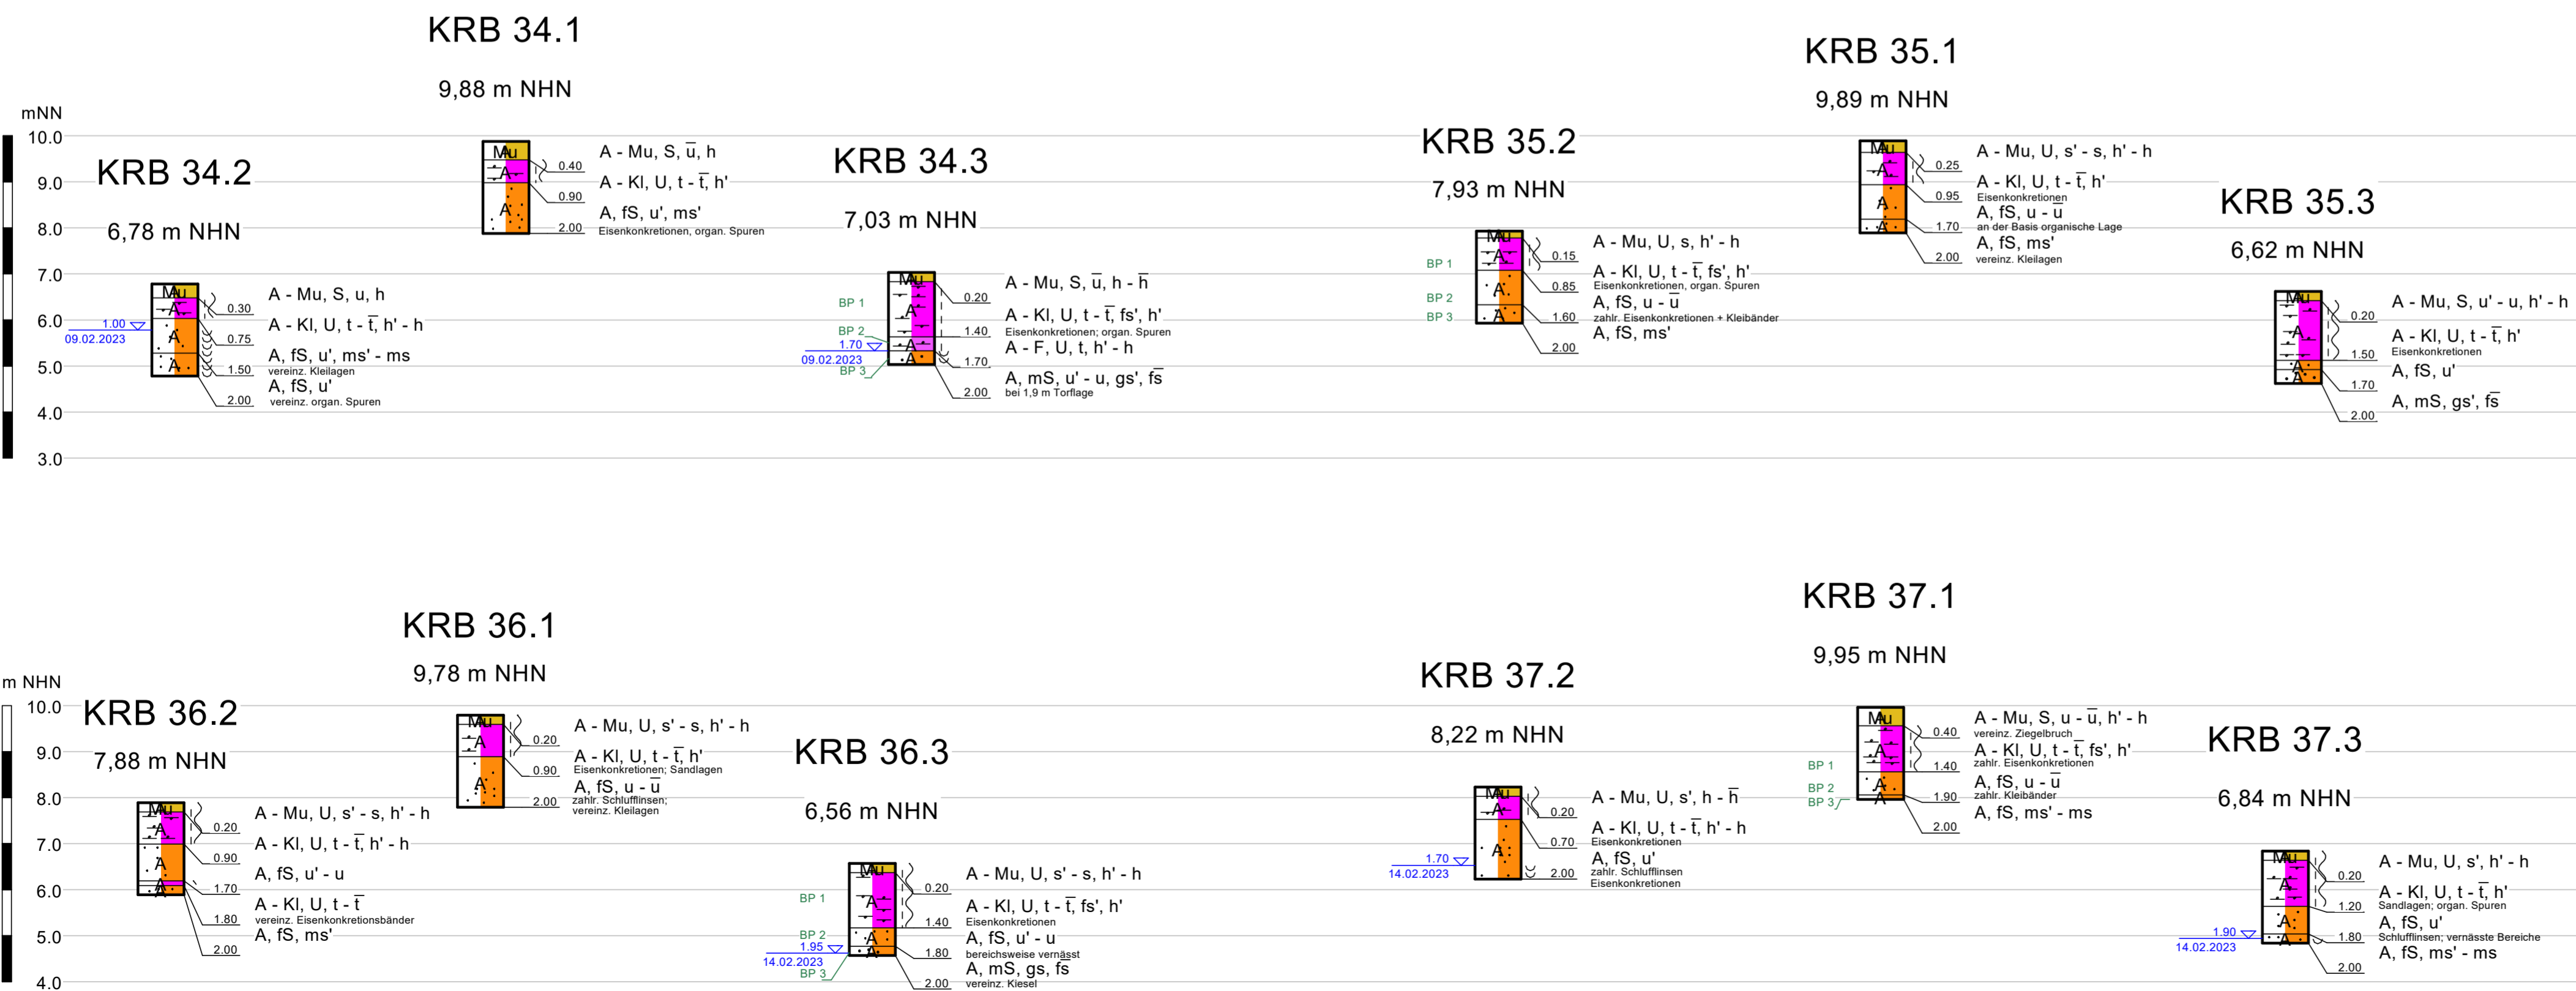 KRB 34.1
9,88 m NHN
mNN
10.0
9.0
8.0
7.0
6.0
5.0
4.0
3.0
KRB 34.2
6,78 m NHN
Mu
A
A
A
1.00
09.02.2023
0.30
A - Mu, S, u, h
0.75
A - Kl, U, t - t̅, h' - h
1.50
A, fS, u', ms' - ms
vereinz. Kleilagen
2.00
A, fS, u'
vereinz. organ. Spuren
Mu
A
A
0.40
A - Mu, S, u̅, h
0.90
A - Kl, U, t - t̅, h'
2.00
A, fS, u', ms'
Eisenkonkretionen, organ. Spuren
KRB 34.3
7,03 m NHN
Mu
A
A
A
BP 1
BP 2
1.70
09.02.2023
BP 3
0.20
A - Mu, S, u̅, h - h̅
1.40
A - Kl, U, t - t̅, fs', h'
Eisenkonkretionen; organ. Spuren
1.70
A - F, U, t, h' - h
2.00
A, mS, u' - u, gs', fs̅
bei 1,9 m Torflage
KRB 35.2
7,93 m NHN
Mu
A
A
A
BP 1
BP 2
BP 3
0.15
A - Mu, U, s, h' - h
0.85
A - Kl, U, t - t̅, fs', h'
Eisenkonkretionen, organ. Spuren
1.60
A, fS, u - u̅
zahlr. Eisenkonkretionen + Kleibänder
2.00
A, fS, ms'
KRB 35.1
9,89 m NHN
Mu
A
A
A
0.25
A - Mu, U, s' - s, h' - h
0.95
A - Kl, U, t - t̅, h'
Eisenkonkretionen
1.70
A, fS, u - u̅
an der Basis organische Lage
2.00
A, fS, ms'
vereinz. Kleilagen
KRB 35.3
6,62 m NHN
Mu
A
A
A
0.20
A - Mu, S, u' - u, h' - h
1.50
A - Kl, U, t - t̅, h'
Eisenkonkretionen
1.70
A, fS, u'
2.00
A, mS, gs', fs̅
m NHN
10.0
9.0
8.0
7.0
6.0
5.0
4.0
KRB 36.2
7,88 m NHN
Mu
A
A
A
A
0.20
A - Mu, U, s' - s, h' - h
0.90
A - Kl, U, t - t̅, h' - h
1.70
A, fS, u' - u
1.80
A - Kl, U, t - t̅
vereinz. Eisenkonkretionsbänder
2.00
A, fS, ms'
KRB 36.1
9,78 m NHN
Mu
A
A
0.20
A - Mu, U, s' - s, h' - h
0.90
A - Kl, U, t - t̅, h'
Eisenkonkretionen; Sandlagen
2.00
A, fS, u - u̅
zahlr. Schlufflinsen;
vereinz. Kleilagen
KRB 36.3
6,56 m NHN
Mu
A
A
A
BP 1
BP 2
1.95
14.02.2023
BP 3
0.20
A - Mu, U, s' - s, h' - h
1.40
A - Kl, U, t - t̅, fs', h'
Eisenkonkretionen
1.80
A, fS, u' - u
bereichsweise vernässt
2.00
A, mS, gs, fs̅
vereinz. Kiesel
KRB 37.2
8,22 m NHN
Mu
A
A
1.70
14.02.2023
0.20
A - Mu, U, s', h - h̅
0.70
A - Kl, U, t - t̅, h' - h
Eisenkonkretionen
2.00
A, fS, u'
zahlr. Schlufflinsen
Eisenkonkretionen
KRB 37.1
9,95 m NHN
Mu
A
A
A
BP 1
BP 2
BP 3
0.40
A - Mu, S, u - u̅, h' - h
vereinz. Ziegelbruch
1.40
A - Kl, U, t - t̅, fs', h'
zahlr. Eisenkonkretionen
1.90
A, fS, u - u̅
zahlr. Kleibänder
2.00
A, fS, ms' - ms
KRB 37.3
6,84 m NHN
Mu
A
A
A
1.90
14.02.2023
0.20
A - Mu, U, s', h' - h
1.20
A - Kl, U, t - t̅, h'
Sandlagen; organ. Spuren
1.80
A, fS, u'
Schlufflinsen; vernässte Bereiche
2.00
A, fS, ms' - ms